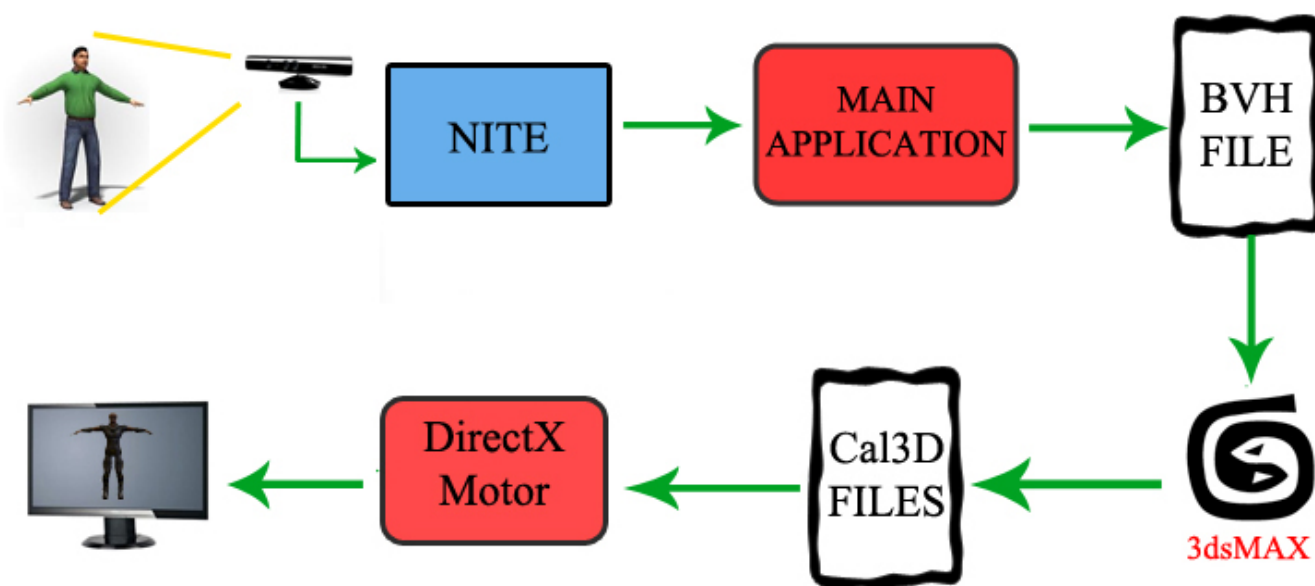 NITE
MAIN
APPLICATION
BVH
FILE
3dsMAX
Cal3D
FILES
DirectX
Motor